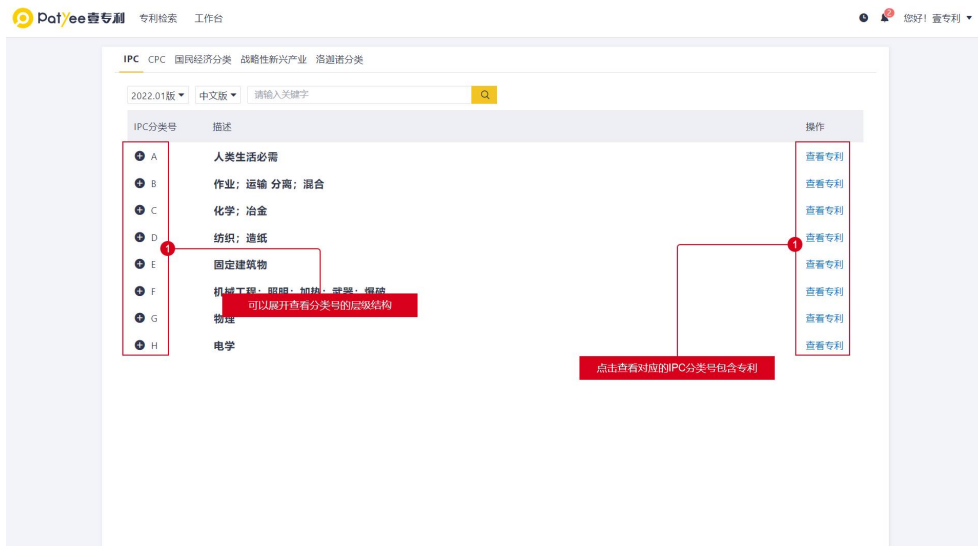 Patyee壹专利 专利检索 工作台 2 您好！壹专利
IPC CPC 国民经济分类 战略性新兴产业 洛迦诺分类
2022.01版 中文版 请输入关键字
IPC分类号 描述 操作
A 人类生活必需 查看专利
B 作业；运输 分离；混合 查看专利
C 化学；冶金 查看专利
D 纺织；造纸 查看专利
1 1
E 固定建筑物 查看专利
F 机械工程；照明；加热；武器；爆破 查看专利
可以展开查看分类号的层级结构
G 物理 查看专利
H 电学 查看专利
点击查看对应的IPC分类号包含专利